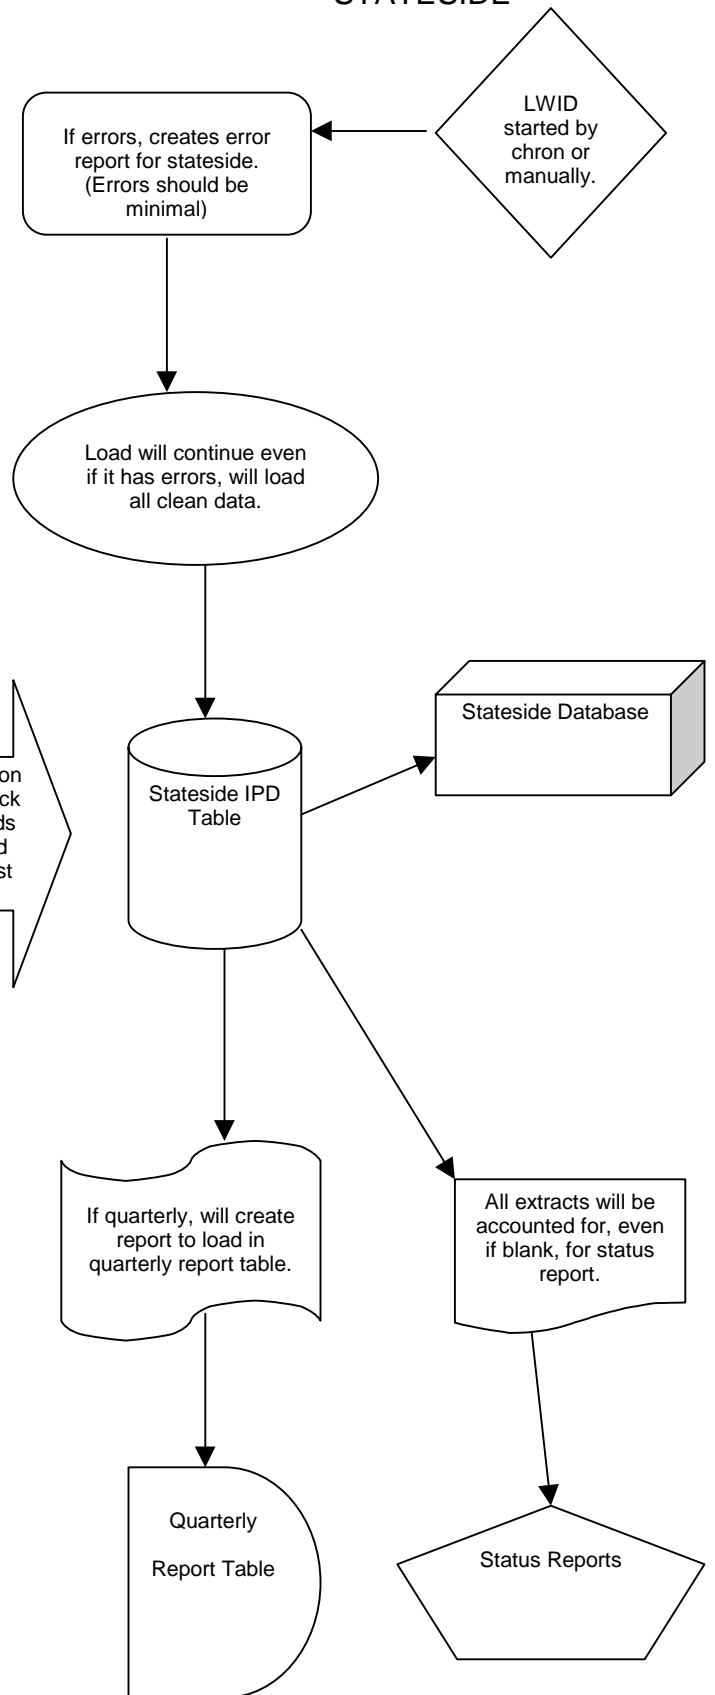 STATESIDE
LWID
started by
chron or
manually.
If errors, creates error
report for stateside.
(Errors should be
minimal)
Load will continue even
if it has errors, will load
all clean data.
Stateside Database
Stateside IPD
Table
If quarterly, will create
report to load in
quarterly report table.
All extracts will be
accounted for, even
if blank, for status
report.
Quarterly
Report Table
Status Reports